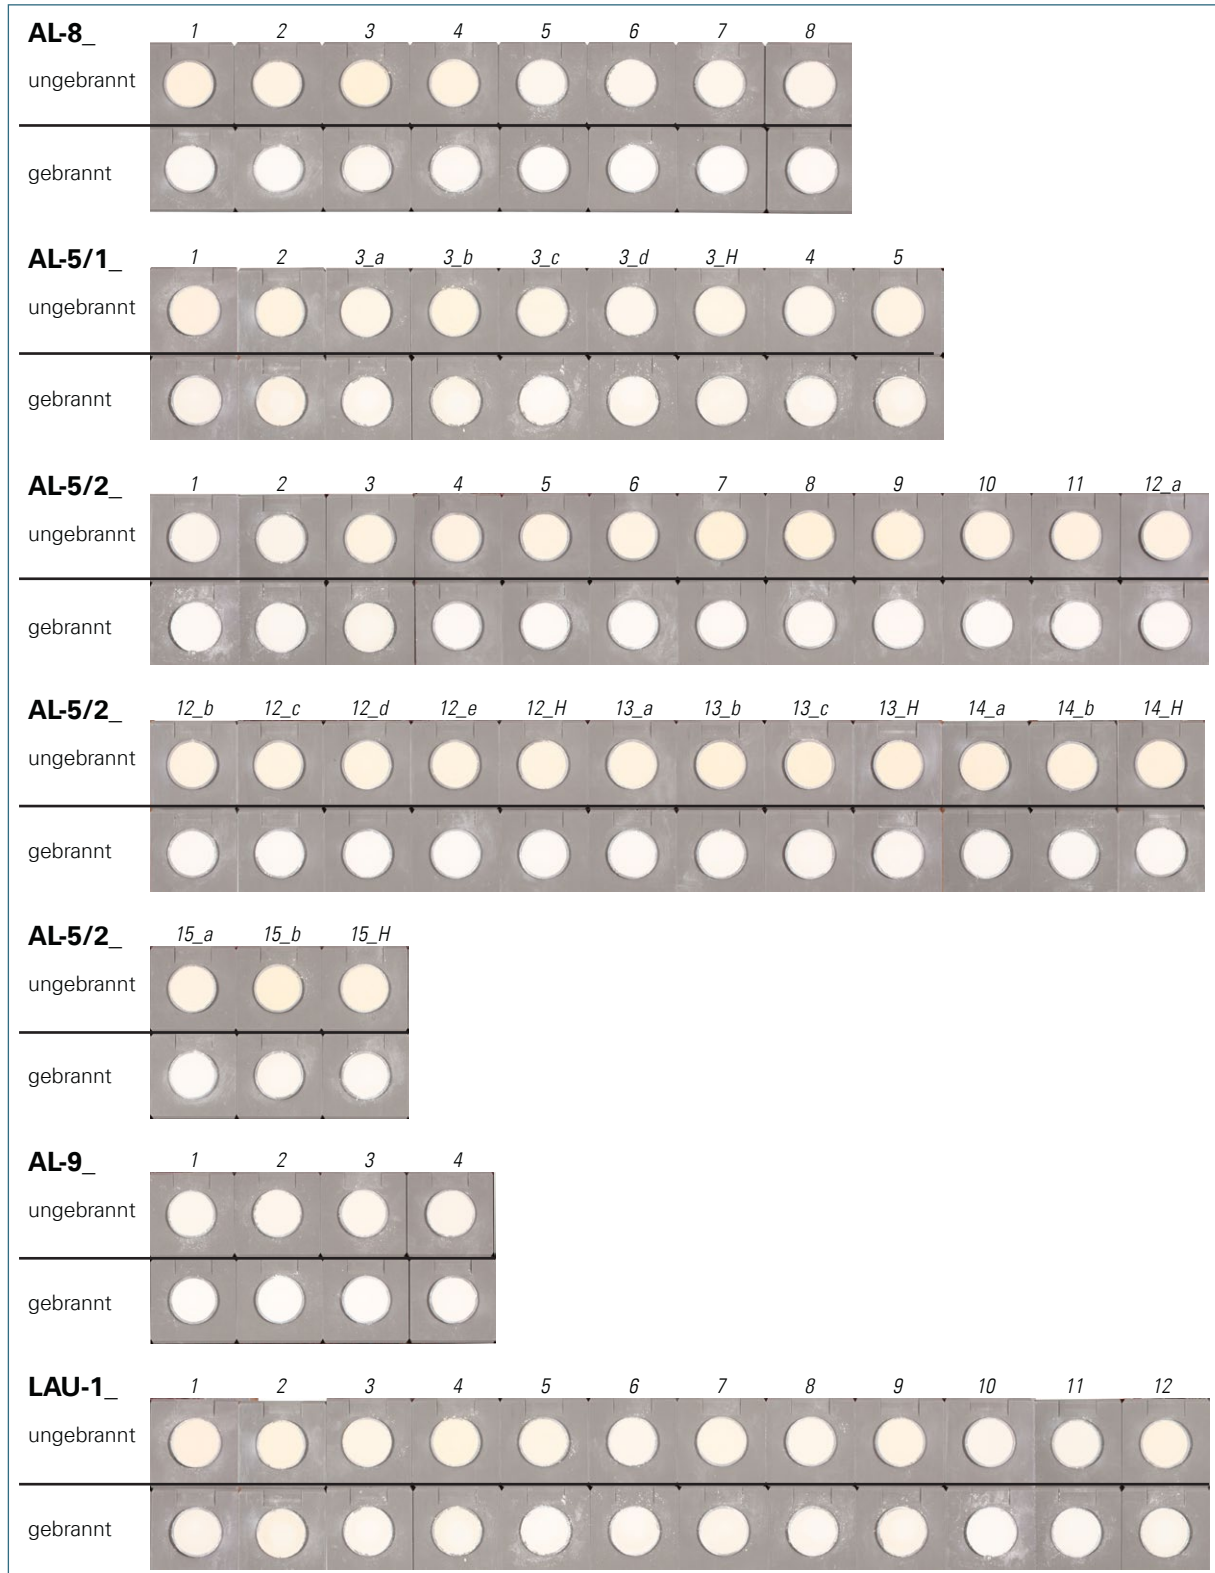 AL-8_ 1 2 3 4 5 6 7 8
ungebrannt
gebrannt
AL-5/1_ 1 2 3_a 3_b 3_c 3_d 3_H 4 5
ungebrannt
gebrannt
AL-5/2_ 1 2 3 4 5 6 7 8 9 10 11 12_a
ungebrannt
gebrannt
AL-5/2_ 12_b 12_c 12_d 12_e 12_H 13_a 13_b 13_c 13_H 14_a 14_b 14_H
ungebrannt
gebrannt
AL-5/2_ 15_a 15_b 15_H
ungebrannt
gebrannt
AL-9_ 1 2 3 4
ungebrannt
gebrannt
LAU-1_ 1 2 3 4 5 6 7 8 9 10 11 12
ungebrannt
gebrannt